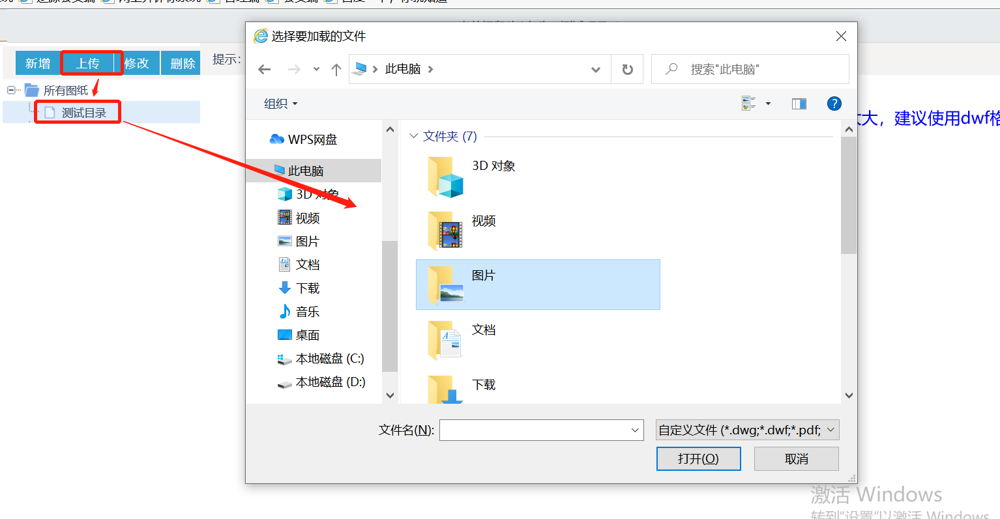 选择要加载的文件
新增 上传 修改 删除 提示：
此电脑
搜索"此电脑"
所有图纸
测试目录
组织
大，建议使用dwf格
WPS网盘
此电脑
3D 对象
视频
图片
文档
下载
音乐
桌面
本地磁盘 (C:)
本地磁盘 (D:)
文件夹 (7)
3D 对象
视频
图片
文档
下载
文件名(N):
自定义文件 (*.dwg;*.dwf;*.pdf;
打开(O)
取消
激活 Windows
转到"设置"以激活 Windows